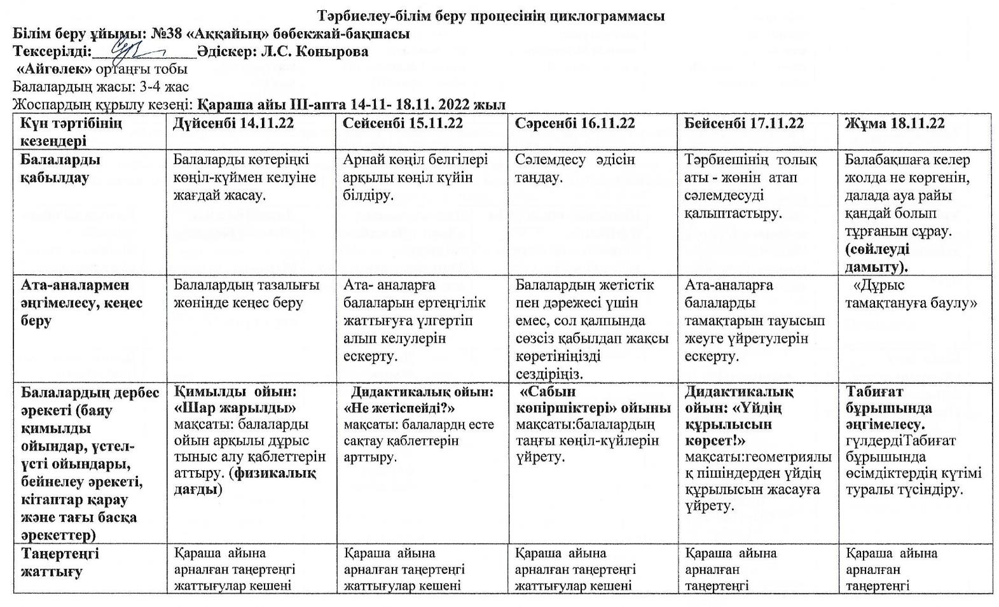 Тәрбиелеу-білім беру процесінің циклограммасы
Білім беру ұйымы: №38 «Аққайың» бөбекжай-бақшасы
Тексерілді:____________Әдіскер: Л.С. Конырова
«Айгөлек» ортаңғы тобы
Балалардың жасы: 3-4 жас
Жоспардың құрылу кезеңі: Қараша айы III-апта 14-11- 18.11. 2022 жыл
Күн тәртібінің
кезеңдері
Дүйсенбі 14.11.22
Сейсенбі 15.11.22
Сәрсенбі 16.11.22
Бейсенбі 17.11.22
Жұма 18.11.22
Балаларды
қабылдау
Балаларды көтеріңкі
көңіл-күймен келуіне
жағдай жасау.
Арнай көңіл белгілері
арқылы көңіл күйін
білдіру.
Сәлемдесу әдісін
таңдау.
Тәрбиешінің толық
аты - жөнін атап
сәлемдесуді
қалыптастыру.
Балабақшаға келер
жолда не көргенін,
далада ауа райы
қандай болып
тұрғанын сұрау.
(сөйлеуді
дамыту).
Ата-аналармен
әңгімелесу, кеңес
беру
Балалардың тазалығы
жөнінде кеңес беру
Ата- аналарға
балаларын ертеңгілік
жаттығуға үлгертіп
алып келулерін
ескерту.
Балалардың жетістік
пен дәрежесі үшін
емес, сол қалпында
сөзсіз қабылдап жақсы
көретініңізді
сездіріңіз.
Ата-аналарға
балаларды
тамақтарын тауысып
жеуге үйретулерін
ескерту.
«Дұрыс
тамақтануға баулу»
Балалардың дербес
әрекеті (баяу
қимылды
ойындар, үстел-
үсті ойындары,
бейнелеу әрекеті,
кітаптар қарау
және тағы басқа
әрекеттер)
Қимылды ойын:
«Шар жарылды»
мақсаты: балаларды
ойын арқылы дұрыс
тыныс алу қаблеттерін
аттыру. (физикалық
дағды)
Дидактикалық ойын:
«Не жетіспейді?»
мақсаты: балалардң есте
сақтау қаблеттерін
арттыру.
«Сабын
көпіршіктері» ойыны
мақсаты:балалардың
таңғы көңіл-күйлерін
үйрету.
Дидактикалық
ойын: «Үйдің
құрылысын
көрсет!»
мақсаты:геометриялы
қ пішіндерден үйдің
құрылысын жасауға
үйрету.
Табиғат
бұрышында
әңгімелесу.
гүлдердіТабиғат
бұрышында
өсімдіктердің күтімі
туралы түсіндіру.
Таңертеңгі
жаттығу
Қараша айына
арналған таңертеңгі
жаттығулар кешені
Қараша айына
арналған таңертеңгі
жаттығулар кешені
Қараша айына
арналған таңертеңгі
жаттығулар кешені
Қараша айына
арналған
таңертеңгі
Қараша айына
арналған
таңертеңгі